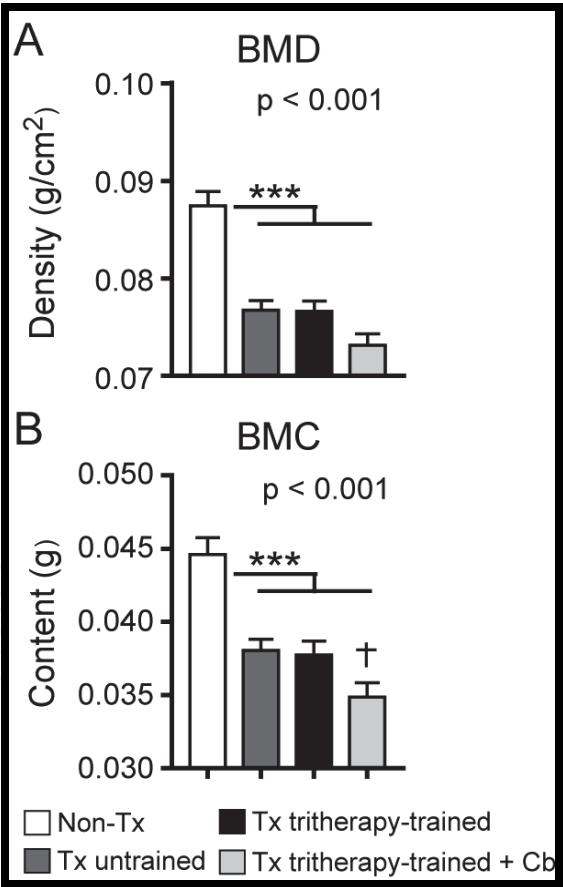 A
BMD
0.10
p < 0.001
0.09
***
0.08
0.07
Density (g/cm²)
B
BMC
0.050
p < 0.001
0.045
***
0.040
†
0.035
0.030
Content (g)
Non-Tx
Tx tritherapy-trained
Tx untrained
Tx tritherapy-trained + Cb